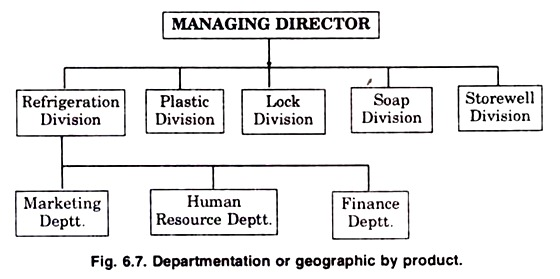 MANAGING DIRECTOR
Refrigeration
Division
Plastic
Division
Lock
Division
Soap
Division
Storewell
Division
Marketing
Deptt.
Human
Resource Deptt.
Finance
Deptt.
Fig. 6.7. Departmentation or geographic by product.